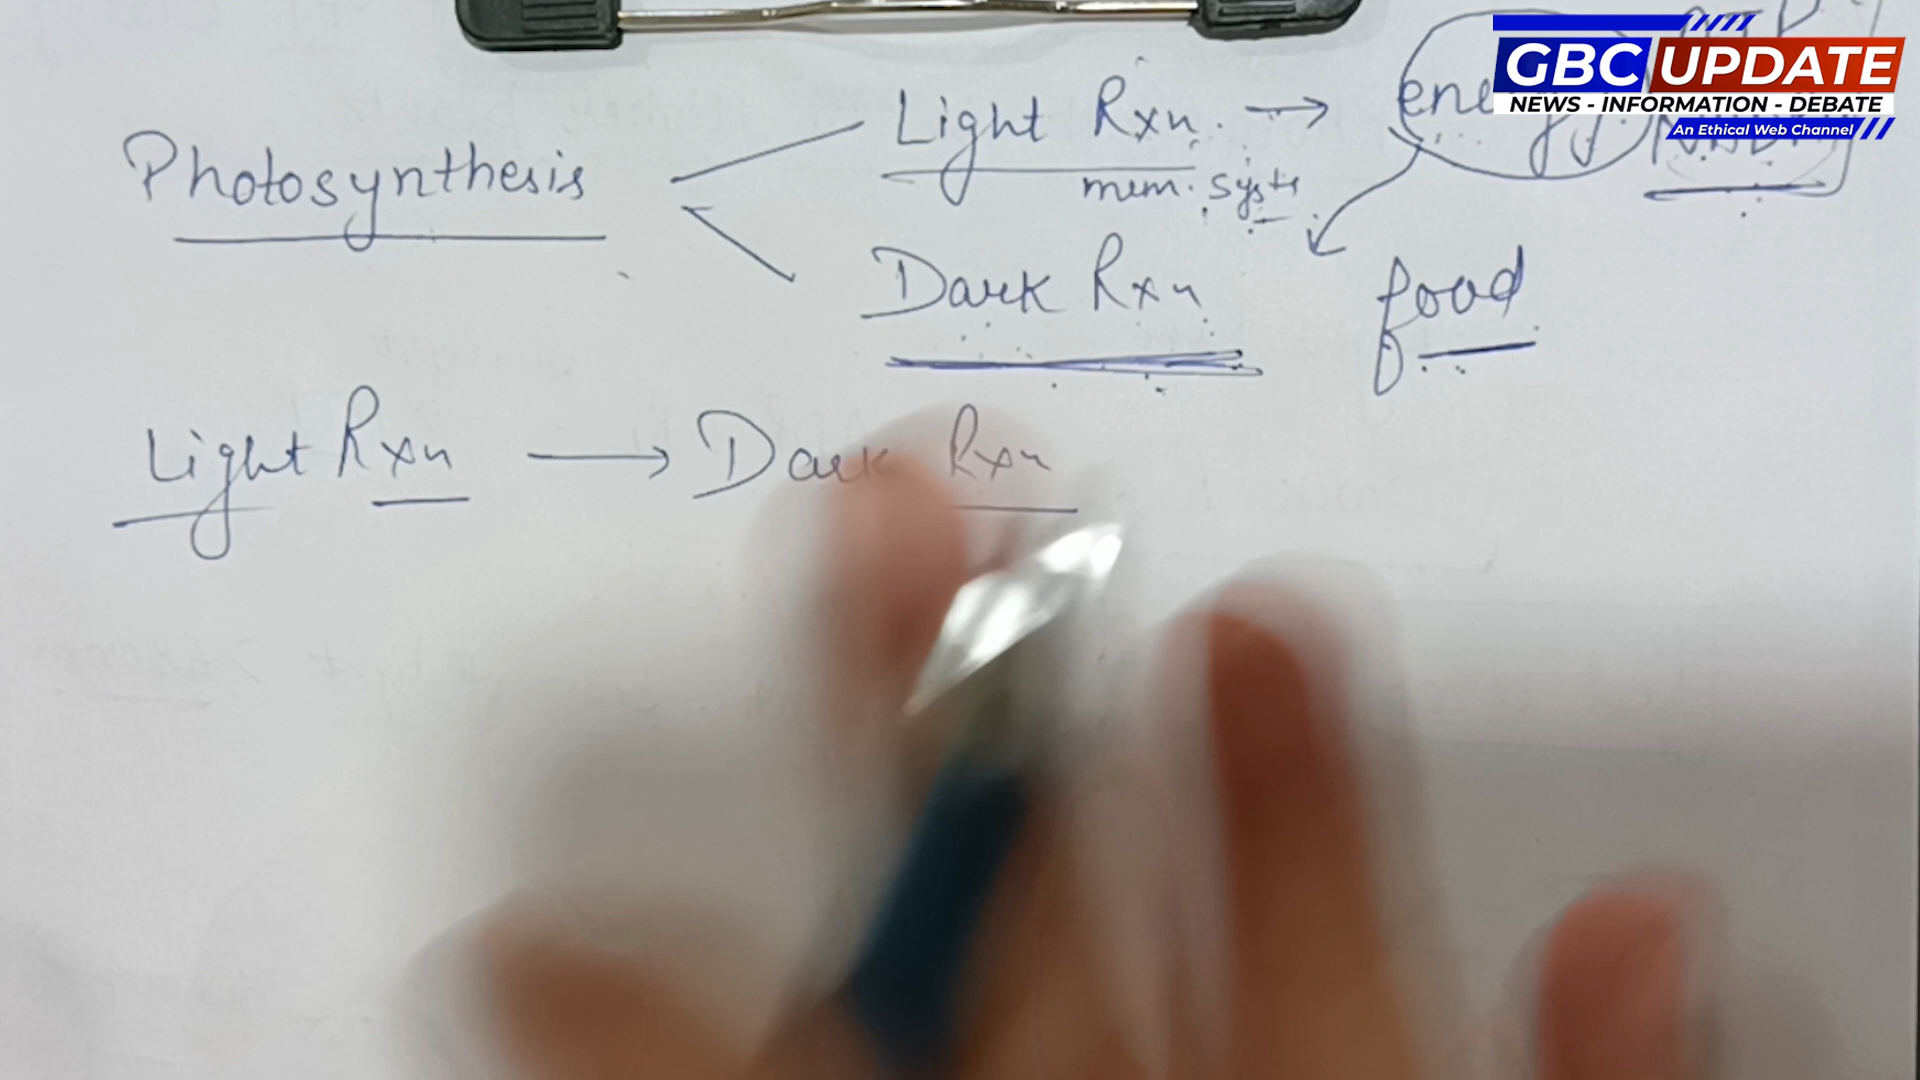 Photosynthesis
Light Rxn. → energy
mem. syst
Dark Rxn food
Light Rxn → Dark Rxn
GBC UPDATE
NEWS - INFORMATION - DEBATE
An Ethical Web Channel